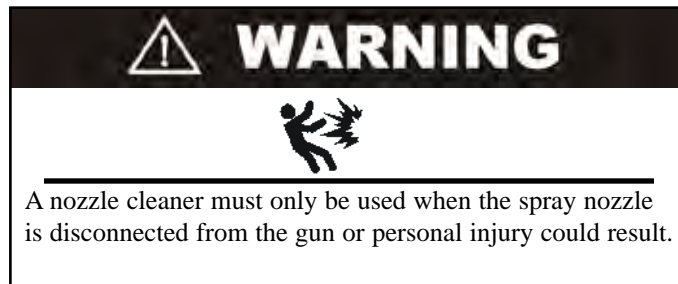 WARNING
A nozzle cleaner must only be used when the spray nozzle
is disconnected from the gun or personal injury could result.